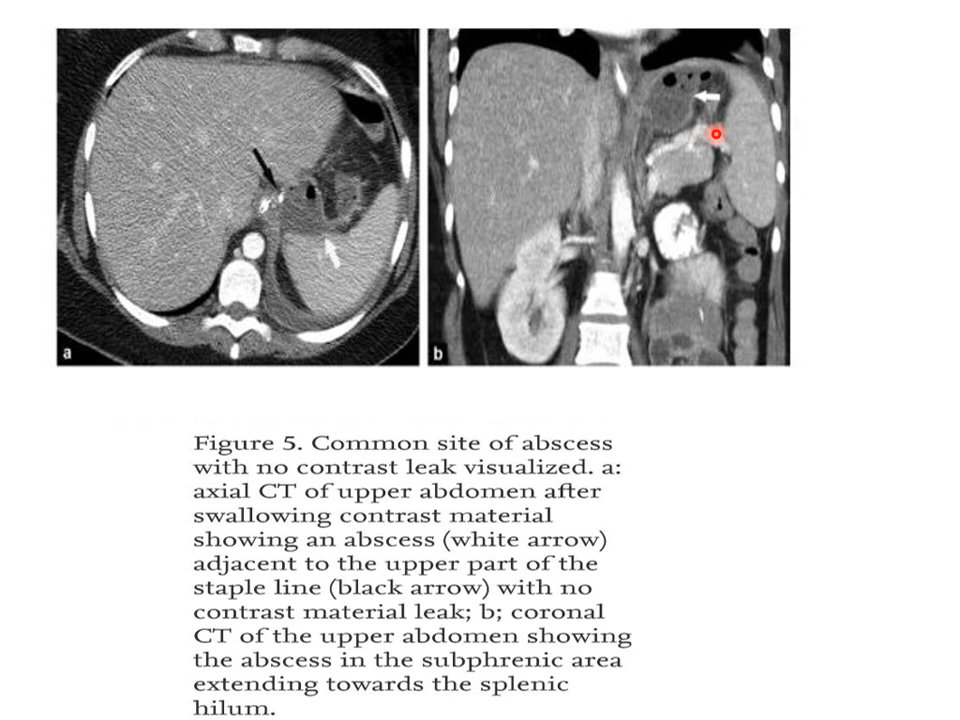 a
b
Figure 5. Common site of abscess
with no contrast leak visualized. a:
axial CT of upper abdomen after
swallowing contrast material
showing an abscess (white arrow)
adjacent to the upper part of the
staple line (black arrow) with no
contrast material leak; b; coronal
CT of the upper abdomen showing
the abscess in the subphrenic area
extending towards the splenic
hilum.